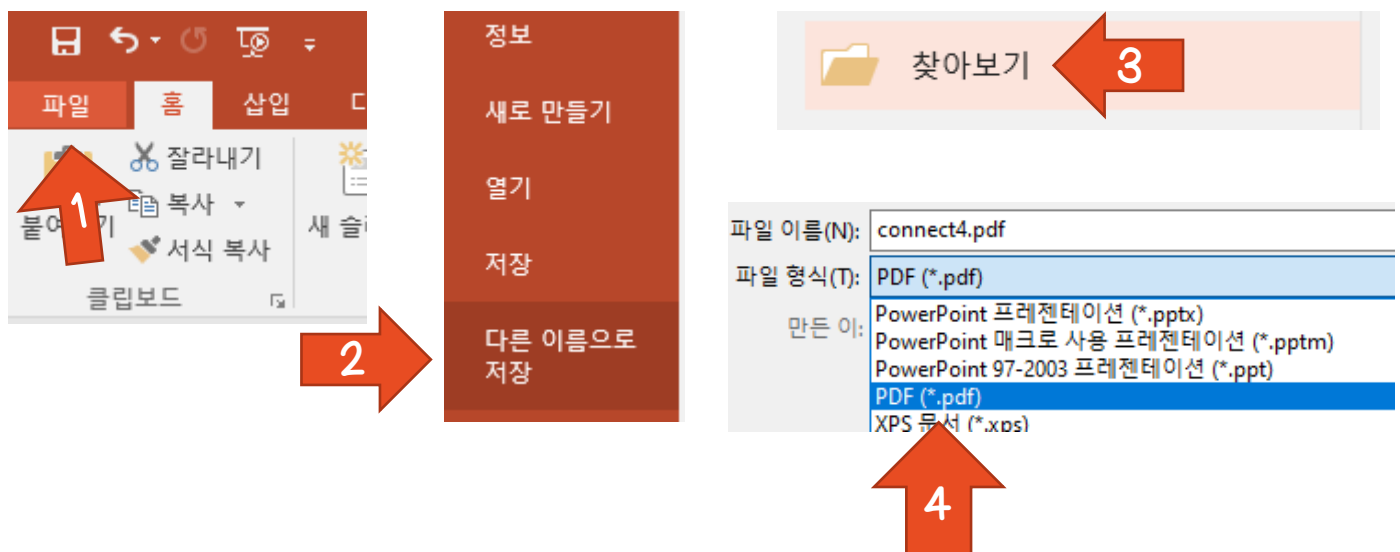 파일
홈
삽입
잘라내기
복사
서식 복사
클립보드
새
1
2
정보
새로 만들기
열기
저장
다른 이름으로
저장
찾아보기
3
파일 이름(N): connect4.pdf
파일 형식(T): PDF (*.pdf)
만든 이:
PowerPoint 프레젠테이션 (*.pptx)
PowerPoint 매크로 사용 프레젠테이션 (*.pptm)
PowerPoint 97-2003 프레젠테이션 (*.ppt)
PDF (*.pdf)
XPS 문서 (*.xps)
4